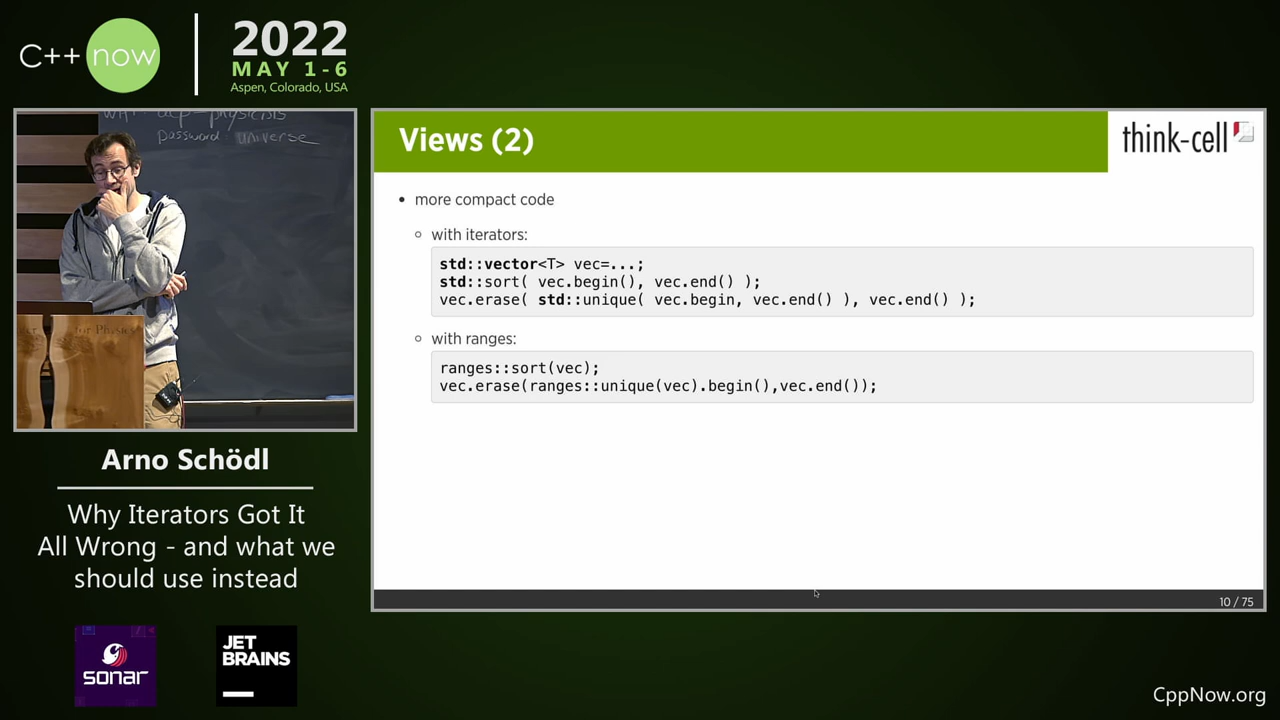 C++ now
2022
MAY 1-6
Aspen, Colorado, USA
password universe
Arno Schödl
Why Iterators Got It
All Wrong - and what we
should use instead
sonar
JET
BRAINS
Views (2)
think-cell
• more compact code
with iterators:
std::vector<T> vec=...;
std::sort( vec.begin(), vec.end() );
vec.erase( std::unique( vec.begin, vec.end() ), vec.end() );
with ranges:
ranges::sort(vec);
vec.erase(ranges::unique(vec).begin(),vec.end());
10 / 75
CppNow.org